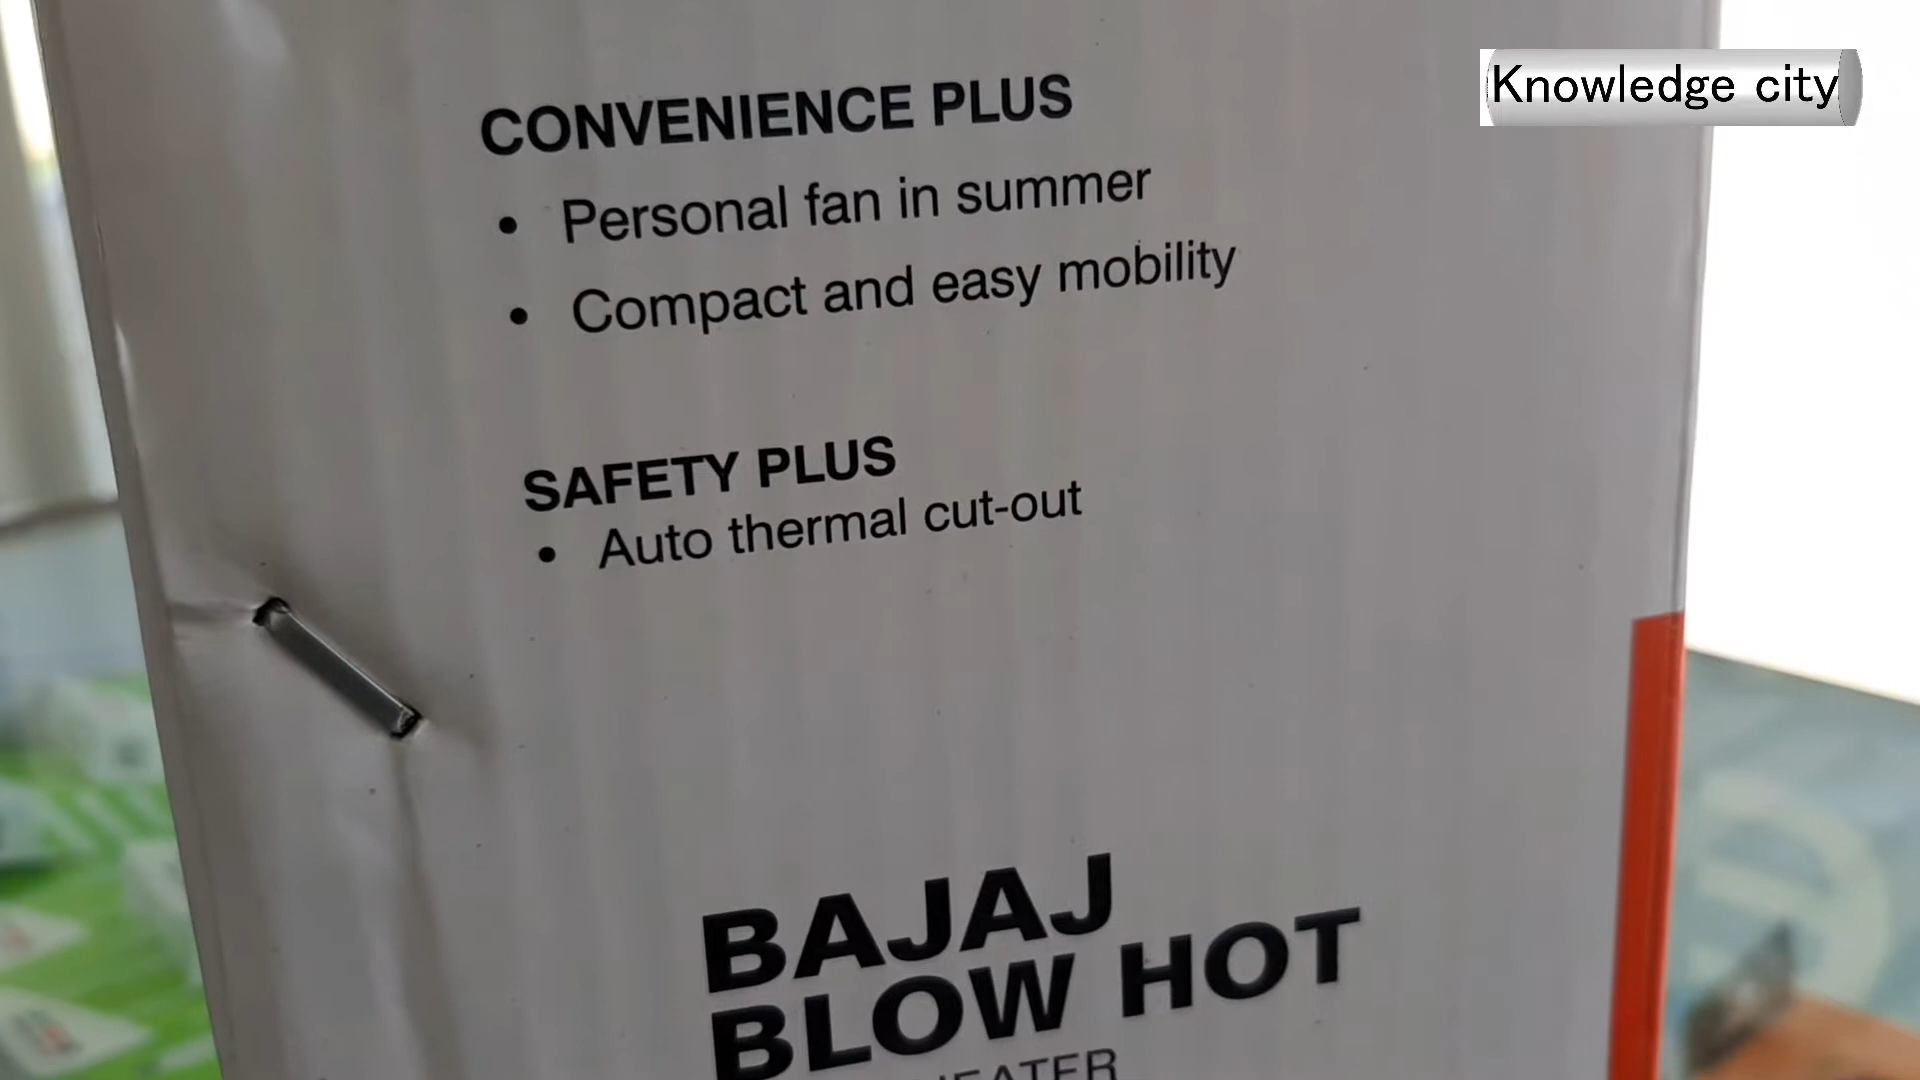 Knowledge city
CONVENIENCE PLUS
• Personal fan in summer
• Compact and easy mobility
SAFETY PLUS
• Auto thermal cut-out
BAJAJ
BLOW HOT